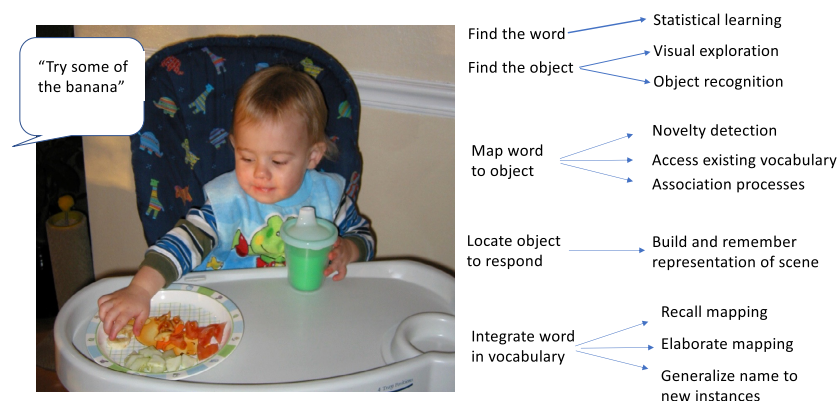 “Try some of
the banana”
Find the word
Statistical learning
Find the object
Visual exploration
Object recognition
Map word
to object
Novelty detection
Access existing vocabulary
Association processes
Locate object
to respond
Build and remember
representation of scene
Integrate word
in vocabulary
Recall mapping
Elaborate mapping
Generalize name to
new instances